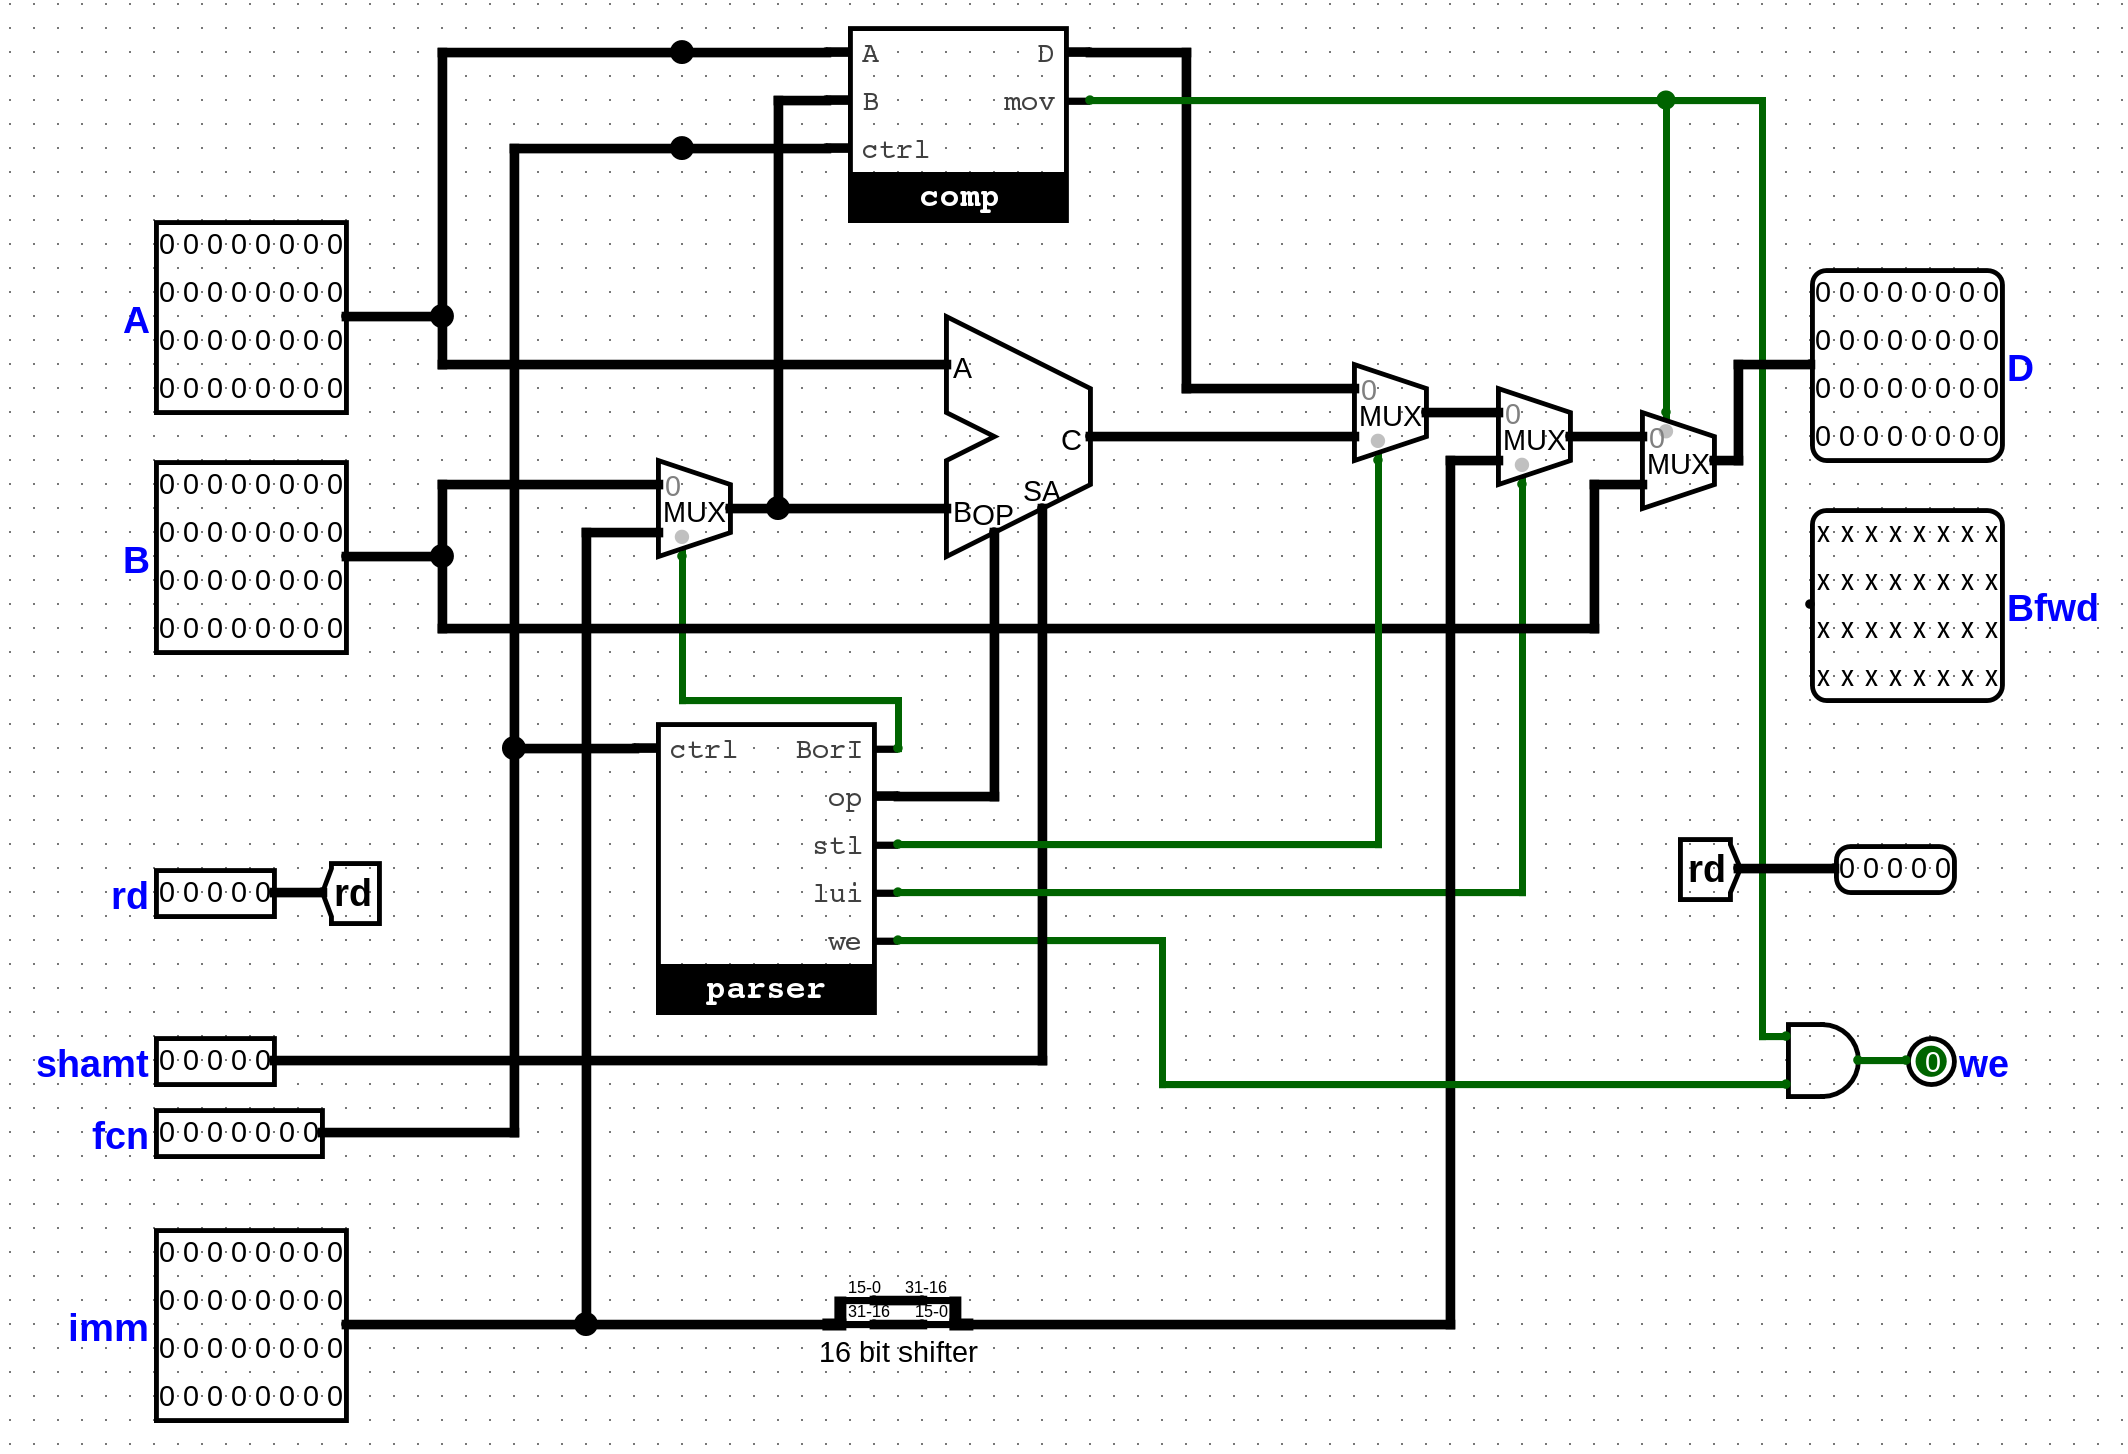 A D
B mov
ctrl
comp
0 0 0 0 0 0 0 0
0 0 0 0 0 0 0 0
0 0 0 0 0 0 0 0
0 0 0 0 0 0 0 0
A
0 0 0 0 0 0 0 0
0 0 0 0 0 0 0 0
0 0 0 0 0 0 0 0
0 0 0 0 0 0 0 0
B
0
MUX
A
B
OP
SA
C
0
MUX
0
MUX
0
MUX
0 0 0 0 0 0 0 0
0 0 0 0 0 0 0 0
0 0 0 0 0 0 0 0
0 0 0 0 0 0 0 0
D
x x x x x x x x
x x x x x x x x
x x x x x x x x
x x x x x x x x
Bfwd
ctrl BorI
op
stl
lui
we
parser
rd 0 0 0 0 0 rd
rd 0 0 0 0 0
shamt 0 0 0 0 0
0 we
fcn 0 0 0 0 0 0 0
0 0 0 0 0 0 0 0
0 0 0 0 0 0 0 0
0 0 0 0 0 0 0 0
0 0 0 0 0 0 0 0
imm
15-0 31-16
31-16 15-0
16 bit shifter